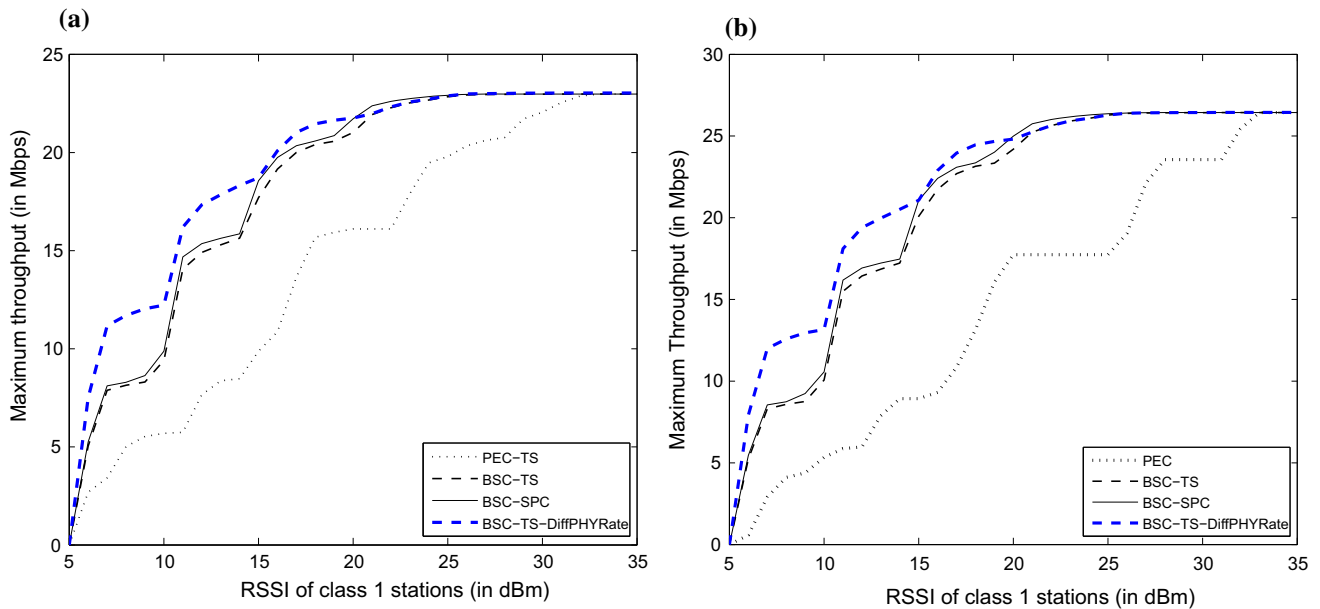 (a)
25
20
15
10
5
0
5 10 15 20 25 30 35
Maximum throughput (in Mbps)
RSSI of class 1 stations (in dBm)
PEC−TS
BSC−TS
BSC−SPC
BSC−TS−DiffPHYRate
(b)
30
25
20
15
10
5
0
5 10 15 20 25 30 35
Maximum Throughput (in Mbps)
RSSI of class 1 stations (in dBm)
PEC
BSC−TS
BSC−SPC
BSC−TS−DiffPHYRate